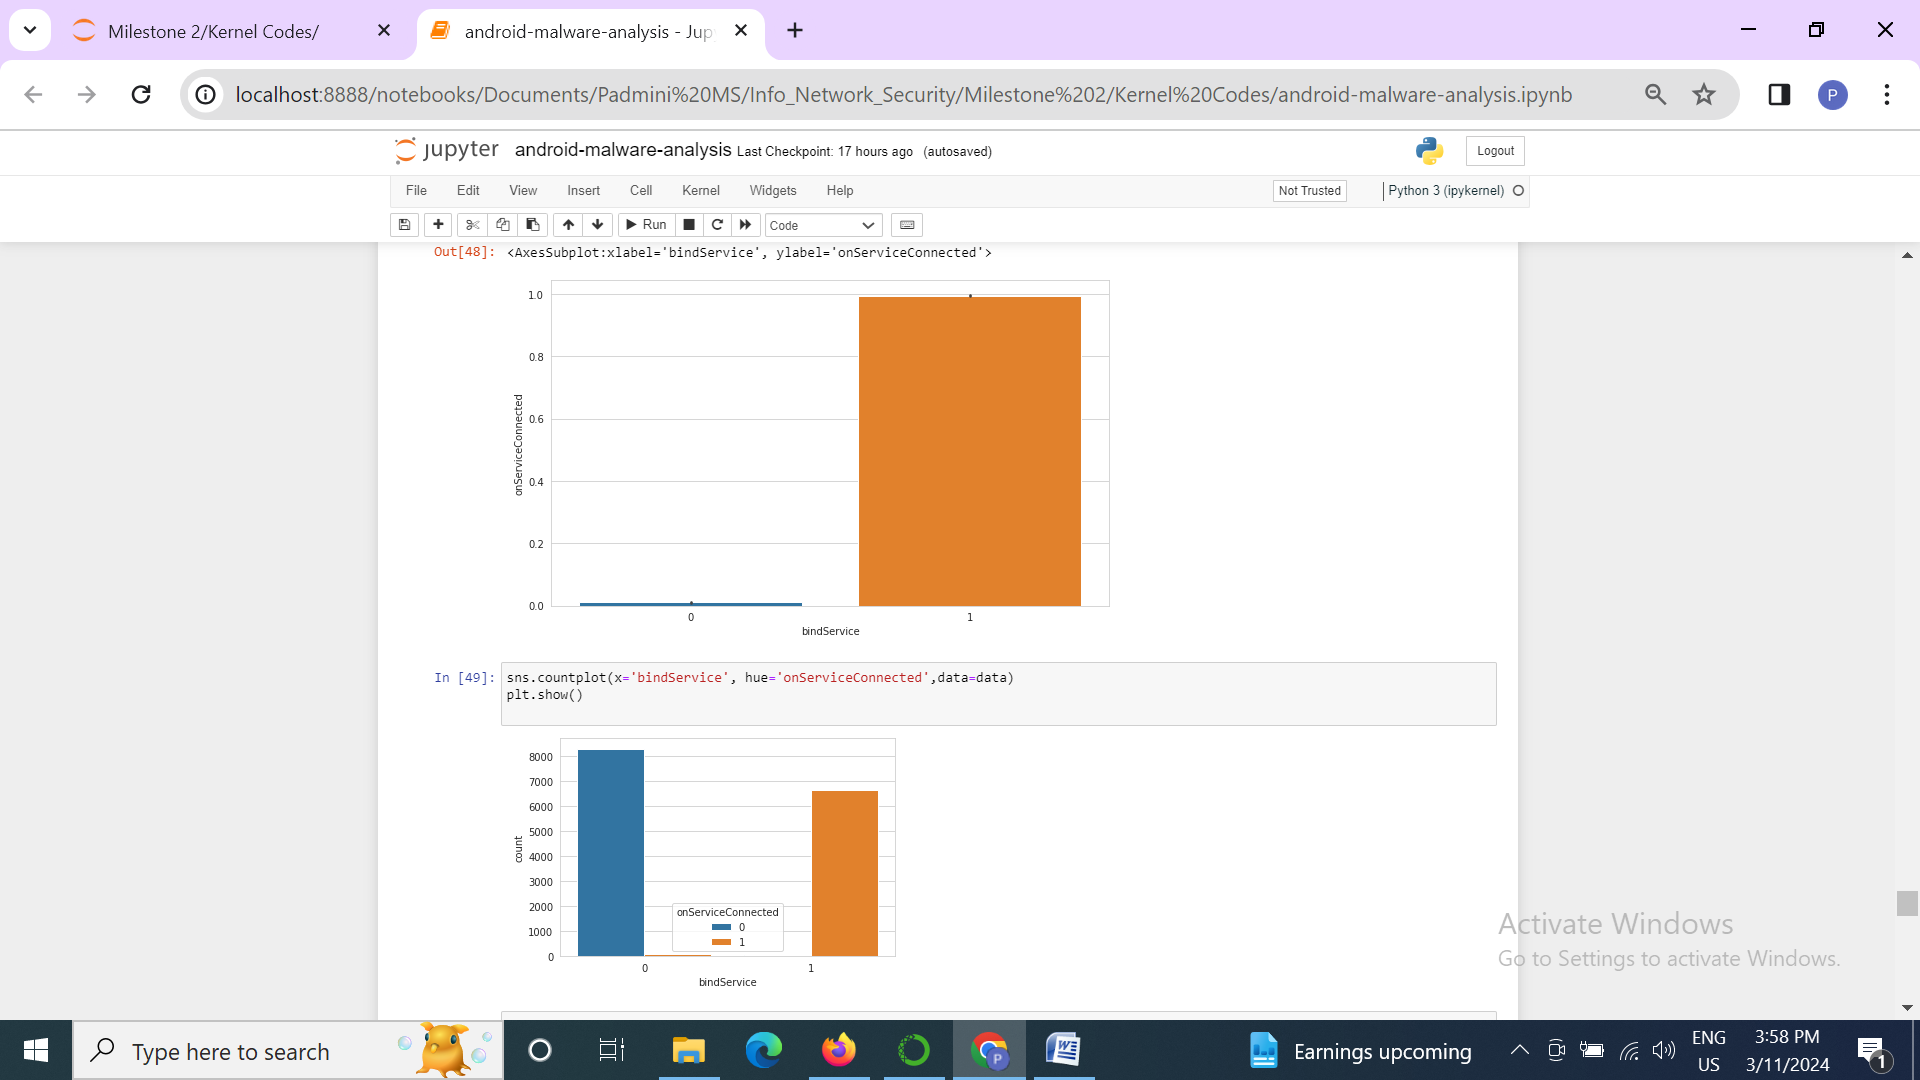 Milestone 2/Kernel Codes/
android-malware-analysis - Jup
localhost:8888/notebooks/Documents/Padmini%20MS/Info_Network_Security/Milestone%202/Kernel%20Codes/android-malware-analysis.ipynb
P
jupyter android-malware-analysis Last Checkpoint: 17 hours ago (autosaved)
Logout
File Edit View Insert Cell Kernel Widgets Help
Not Trusted
Python 3 (ipykernel)
Run
Code
Out[48]: <AxesSubplot:xlabel='bindService', ylabel='onServiceConnected'>
1.0
0.8
0.6
0.4
0.2
0.0
onServiceConnected
0 1
bindService
In [49]: sns.countplot(x='bindService', hue='onServiceConnected',data=data)
plt.show()
8000
7000
6000
5000
4000
3000
2000
1000
0
count
onServiceConnected
0
1
0 1
bindService
Activate Windows
Go to Settings to activate Windows.
Type here to search
P
W
Earnings upcoming
ENG
US
3:58 PM
3/11/2024
1